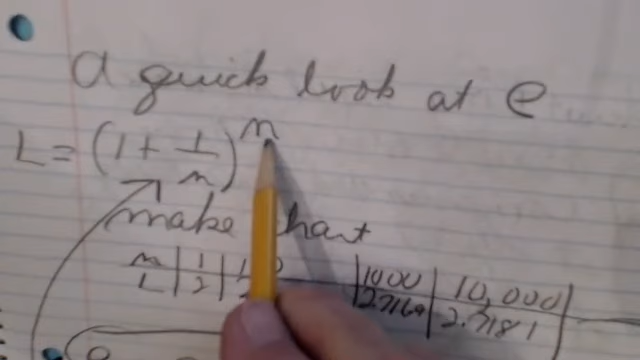 a quick look at e
L = (1 + 1/n)^n
make chart
n | 1 | 1000 | 10,000
L | 2 | 2.7169 | 2.7181